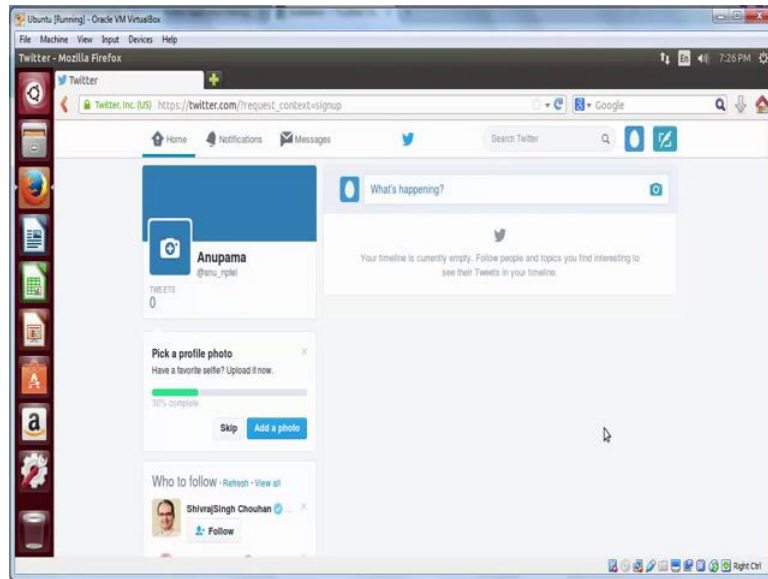 Ubuntu [Running] - Oracle VM VirtualBox
File Machine View Input Devices Help
Twitter - Mozilla Firefox
En 7:26 PM
Twitter
Twitter, Inc. (US) https://twitter.com/?request_context=signup
Google
Home Notifications Messages
Search Twitter
What's happening?
Your timeline is currently empty. Follow people and topics you find interesting to
see their Tweets in your timeline.
Anupama
@anu_nptel
TWEETS
0
Pick a profile photo
Have a favorite selfie? Upload it now.
30% complete
Skip Add a photo
Who to follow · Refresh · View all
ShivrajSingh Chouhan ...
Follow
Right Ctrl